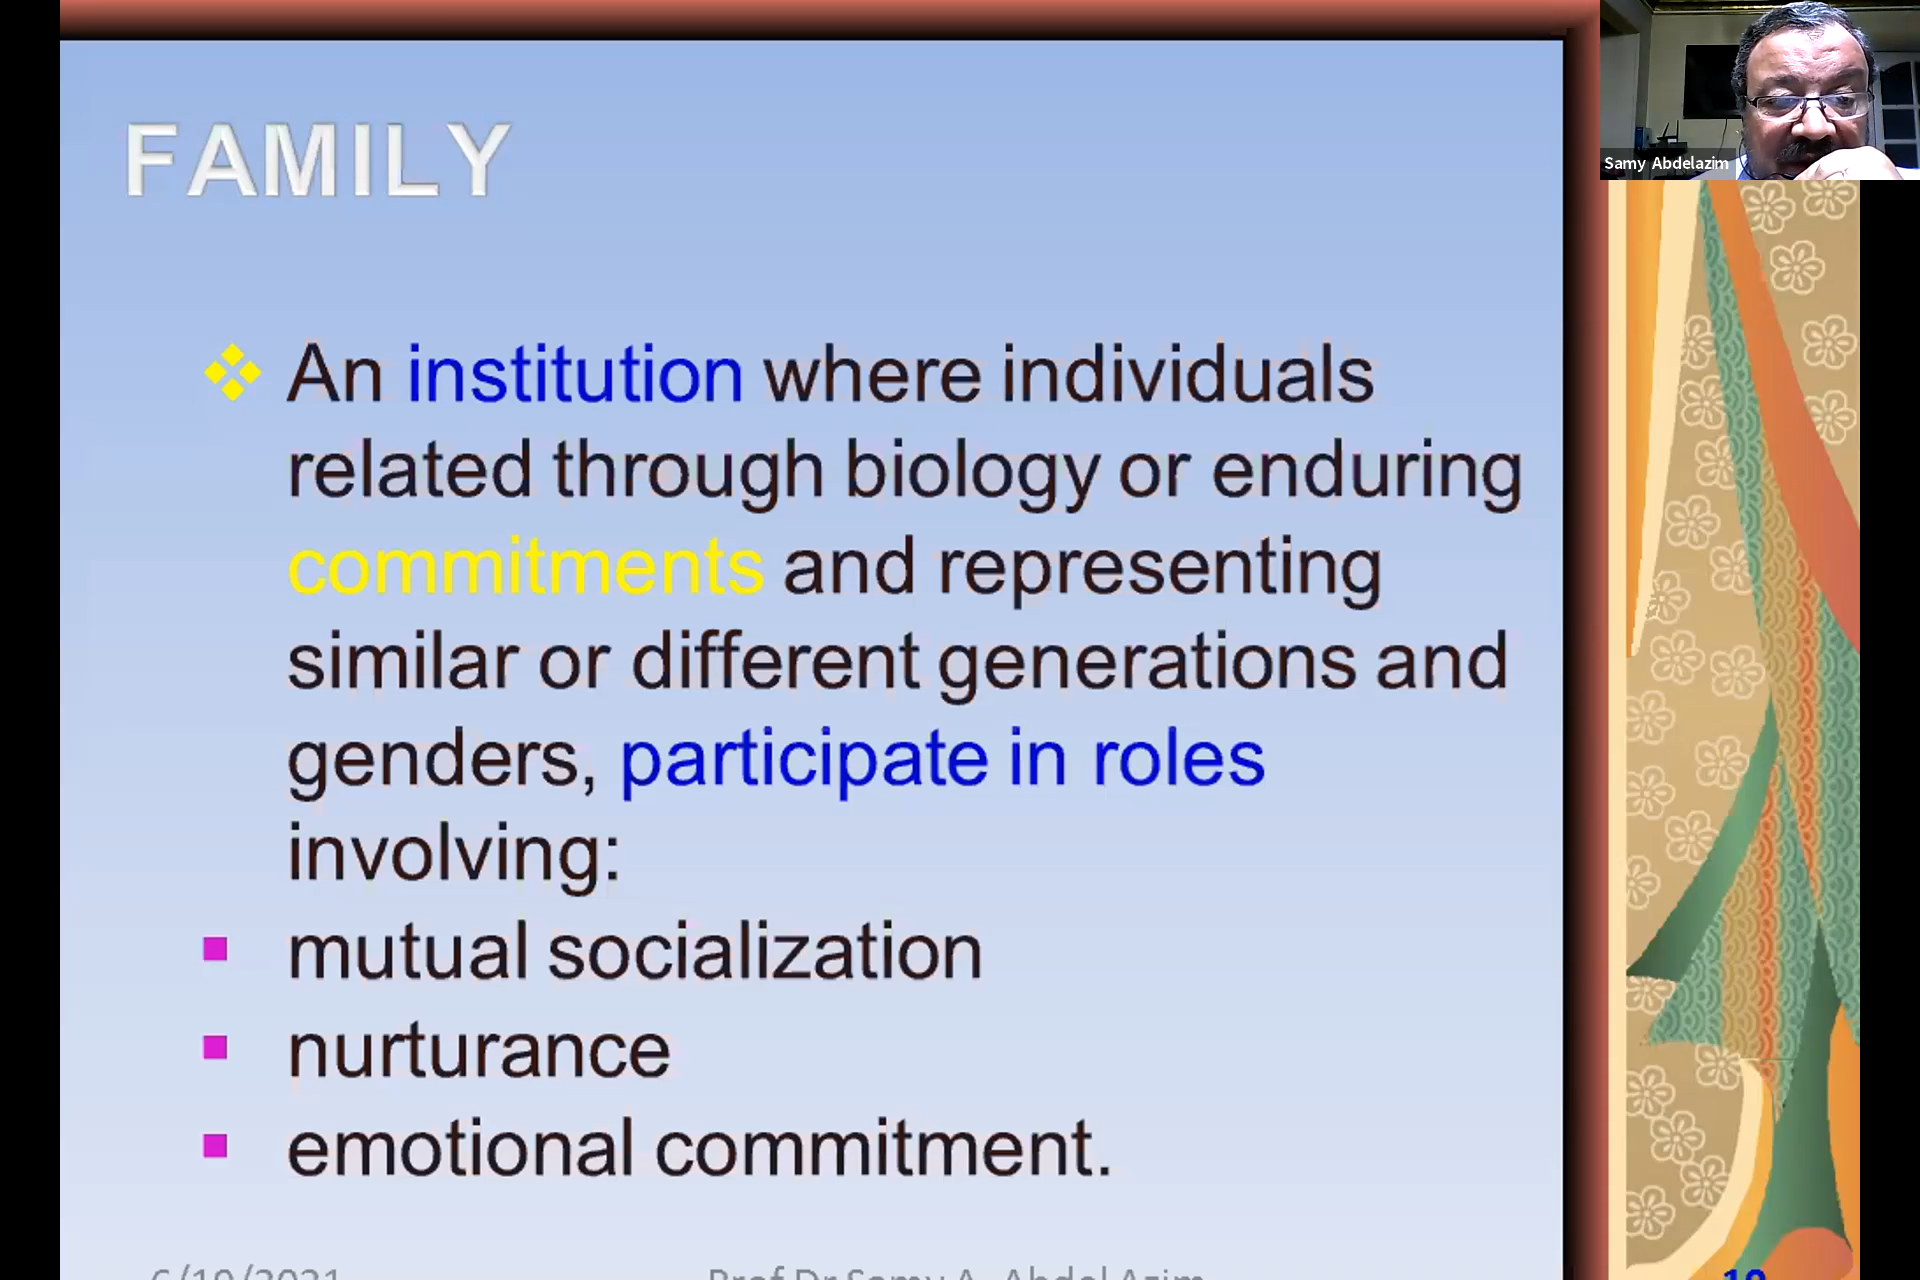 FAMILY
Samy Abdelazim
An institution where individuals
related through biology or enduring
commitments and representing
similar or different generations and
genders, participate in roles
involving:
mutual socialization
nurturance
emotional commitment.
6/19/2021 Prof Dr Samy A. Abdel Azim 10